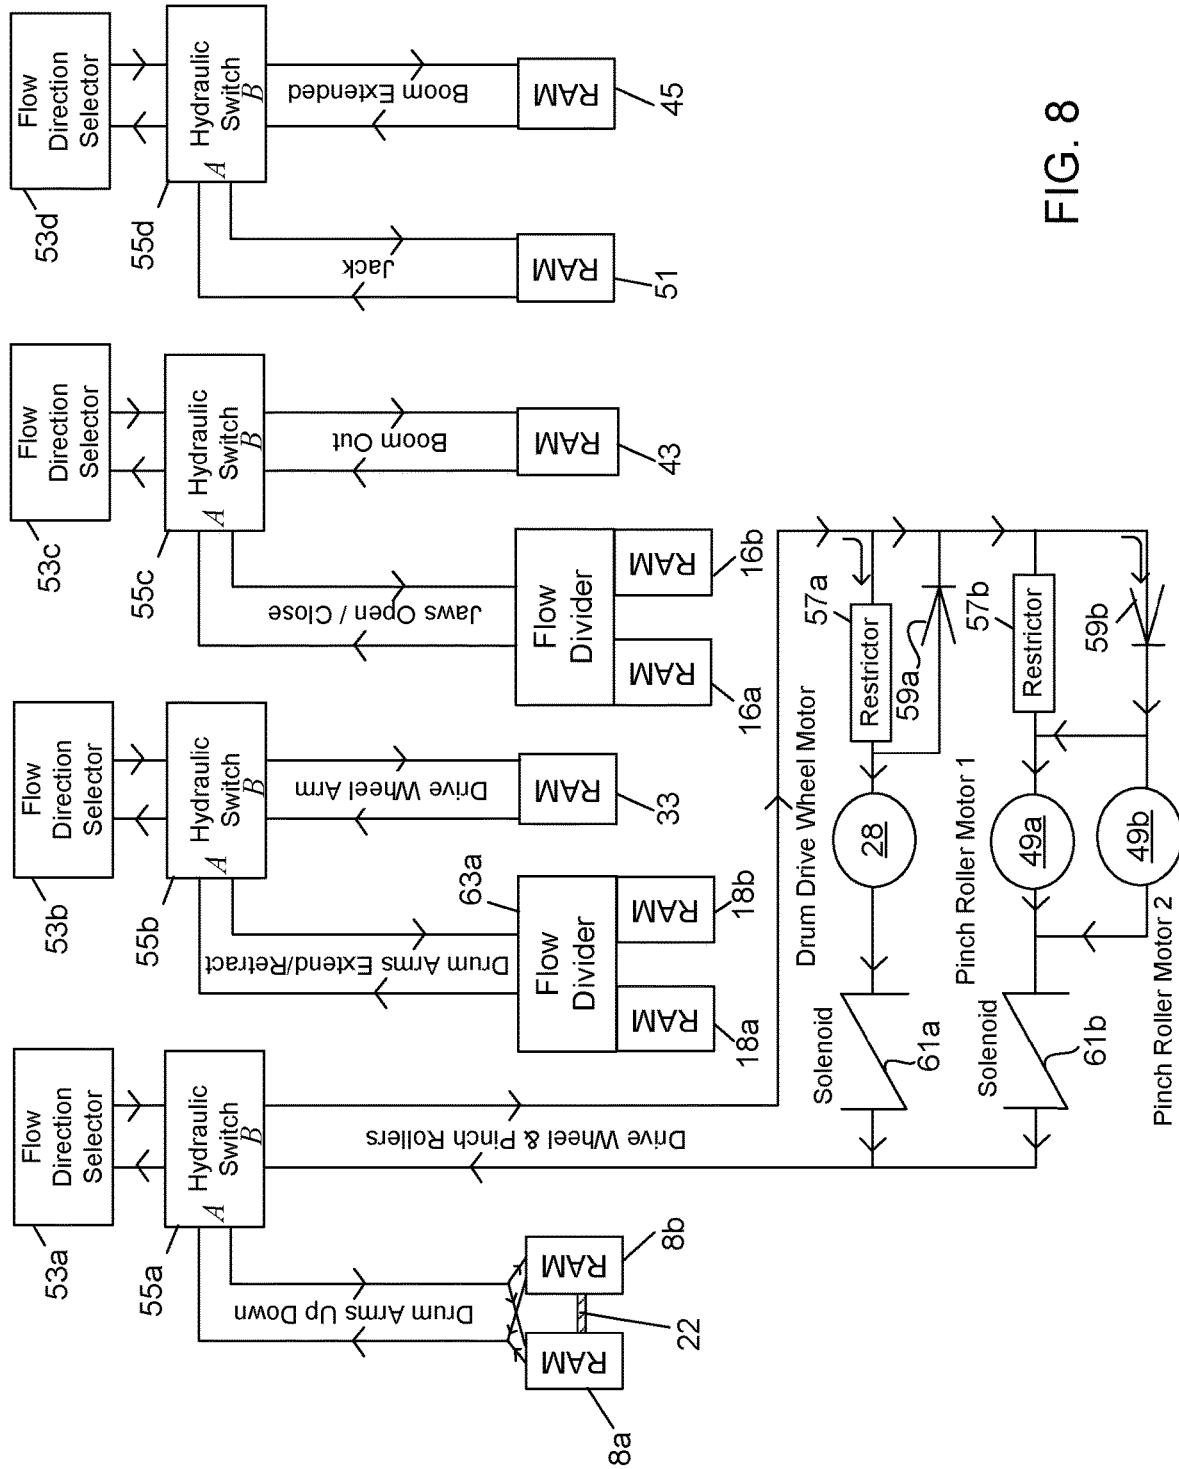 Flow
Direction
Selector
53a
Hydraulic
Switch
A
B
55a
Drum Arms Up Down
RAM
8a
RAM
8b
22
Drive Wheel & Pinch Rollers
Flow
Direction
Selector
53b
Hydraulic
Switch
A
B
55b
Drum Arms Extend/Retract
63a
Flow
Divider
RAM
18a
RAM
18b
Drive Wheel Arm
RAM
33
Flow
Direction
Selector
53c
Hydraulic
Switch
A
B
55c
Jaws Open / Close
Flow
Divider
RAM
16a
RAM
16b
Boom Out
RAM
43
Flow
Direction
Selector
53d
Hydraulic
Switch
A
B
55d
Jack
RAM
51
Boom Extended
RAM
45
Solenoid
61a
28
Drum Drive Wheel Motor
Restrictor
57a
59a
Solenoid
61b
Pinch Roller Motor 1
49a
Restrictor
57b
Pinch Roller Motor 2
49b
59b
FIG. 8